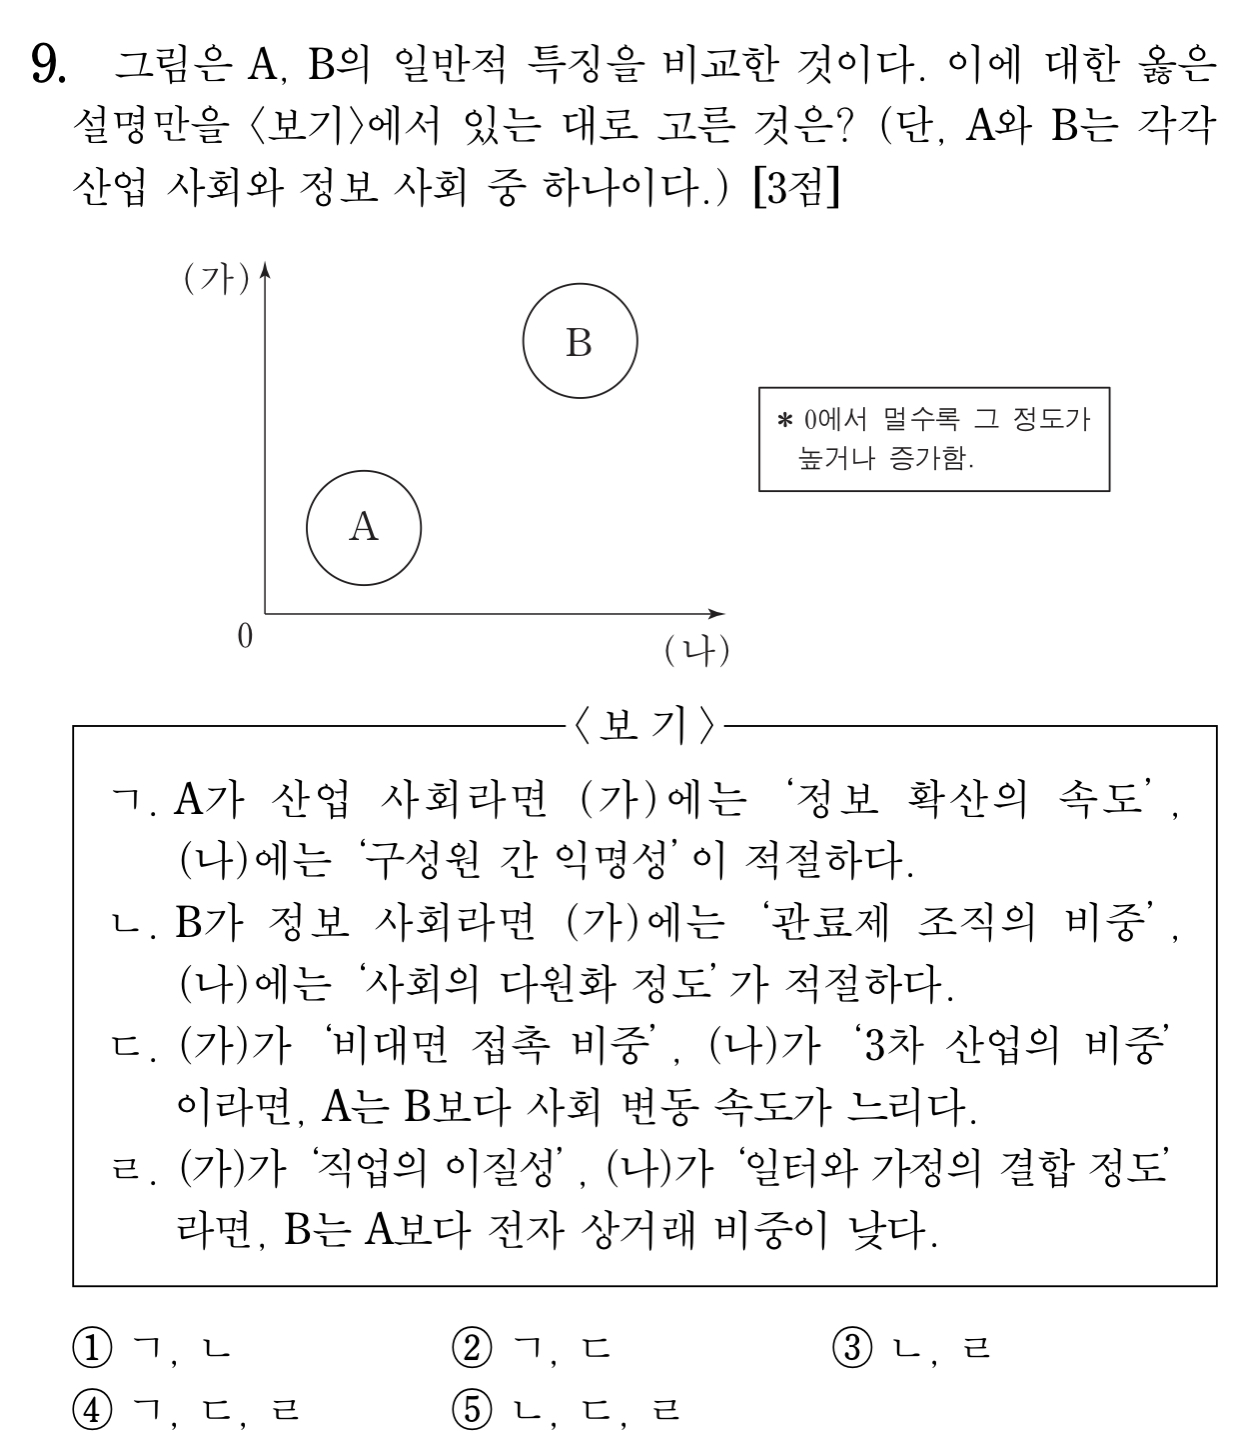 9. 그림은 A, B의 일반적 특징을 비교한 것이다. 이에 대한 옳은
설명만을 〈보기〉에서 있는 대로 고른 것은? (단, A와 B는 각각
산업 사회와 정보 사회 중 하나이다.) [3점]
(가)
B
* 0에서 멀수록 그 정도가
높거나 증가함.
A
0
(나)
〈보 기〉
ㄱ. A가 산업 사회라면 (가)에는 ‘정보 확산의 속도’,
(나)에는 ‘구성원 간 익명성’이 적절하다.
ㄴ. B가 정보 사회라면 (가)에는 ‘관료제 조직의 비중’,
(나)에는 ‘사회의 다원화 정도’가 적절하다.
ㄷ. (가)가 ‘비대면 접촉 비중’, (나)가 ‘3차 산업의 비중’
이라면, A는 B보다 사회 변동 속도가 느리다.
ㄹ. (가)가 ‘직업의 이질성’, (나)가 ‘일터와 가정의 결합 정도’
라면, B는 A보다 전자 상거래 비중이 낮다.
① ㄱ, ㄴ ② ㄱ, ㄷ ③ ㄴ, ㄹ
④ ㄱ, ㄷ, ㄹ ⑤ ㄴ, ㄷ, ㄹ